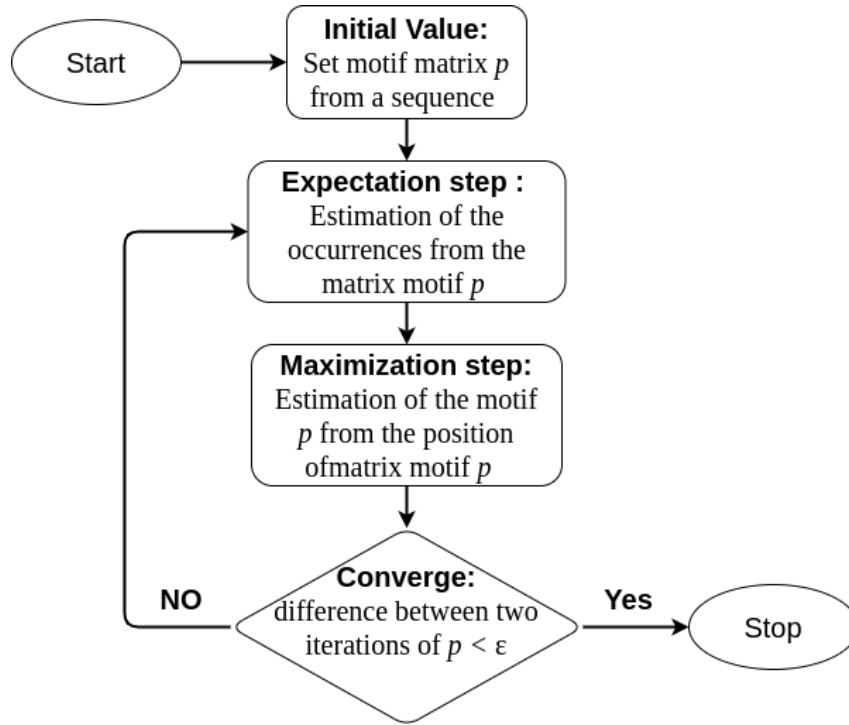 Start
Initial Value:
Set motif matrix p
from a sequence
Expectation step :
Estimation of the
occurrences from the
matrix motif p
Maximization step:
Estimation of the motif
p from the position
ofmatrix motif p
Converge:
difference between two
iterations of p < ε
NO
Yes
Stop